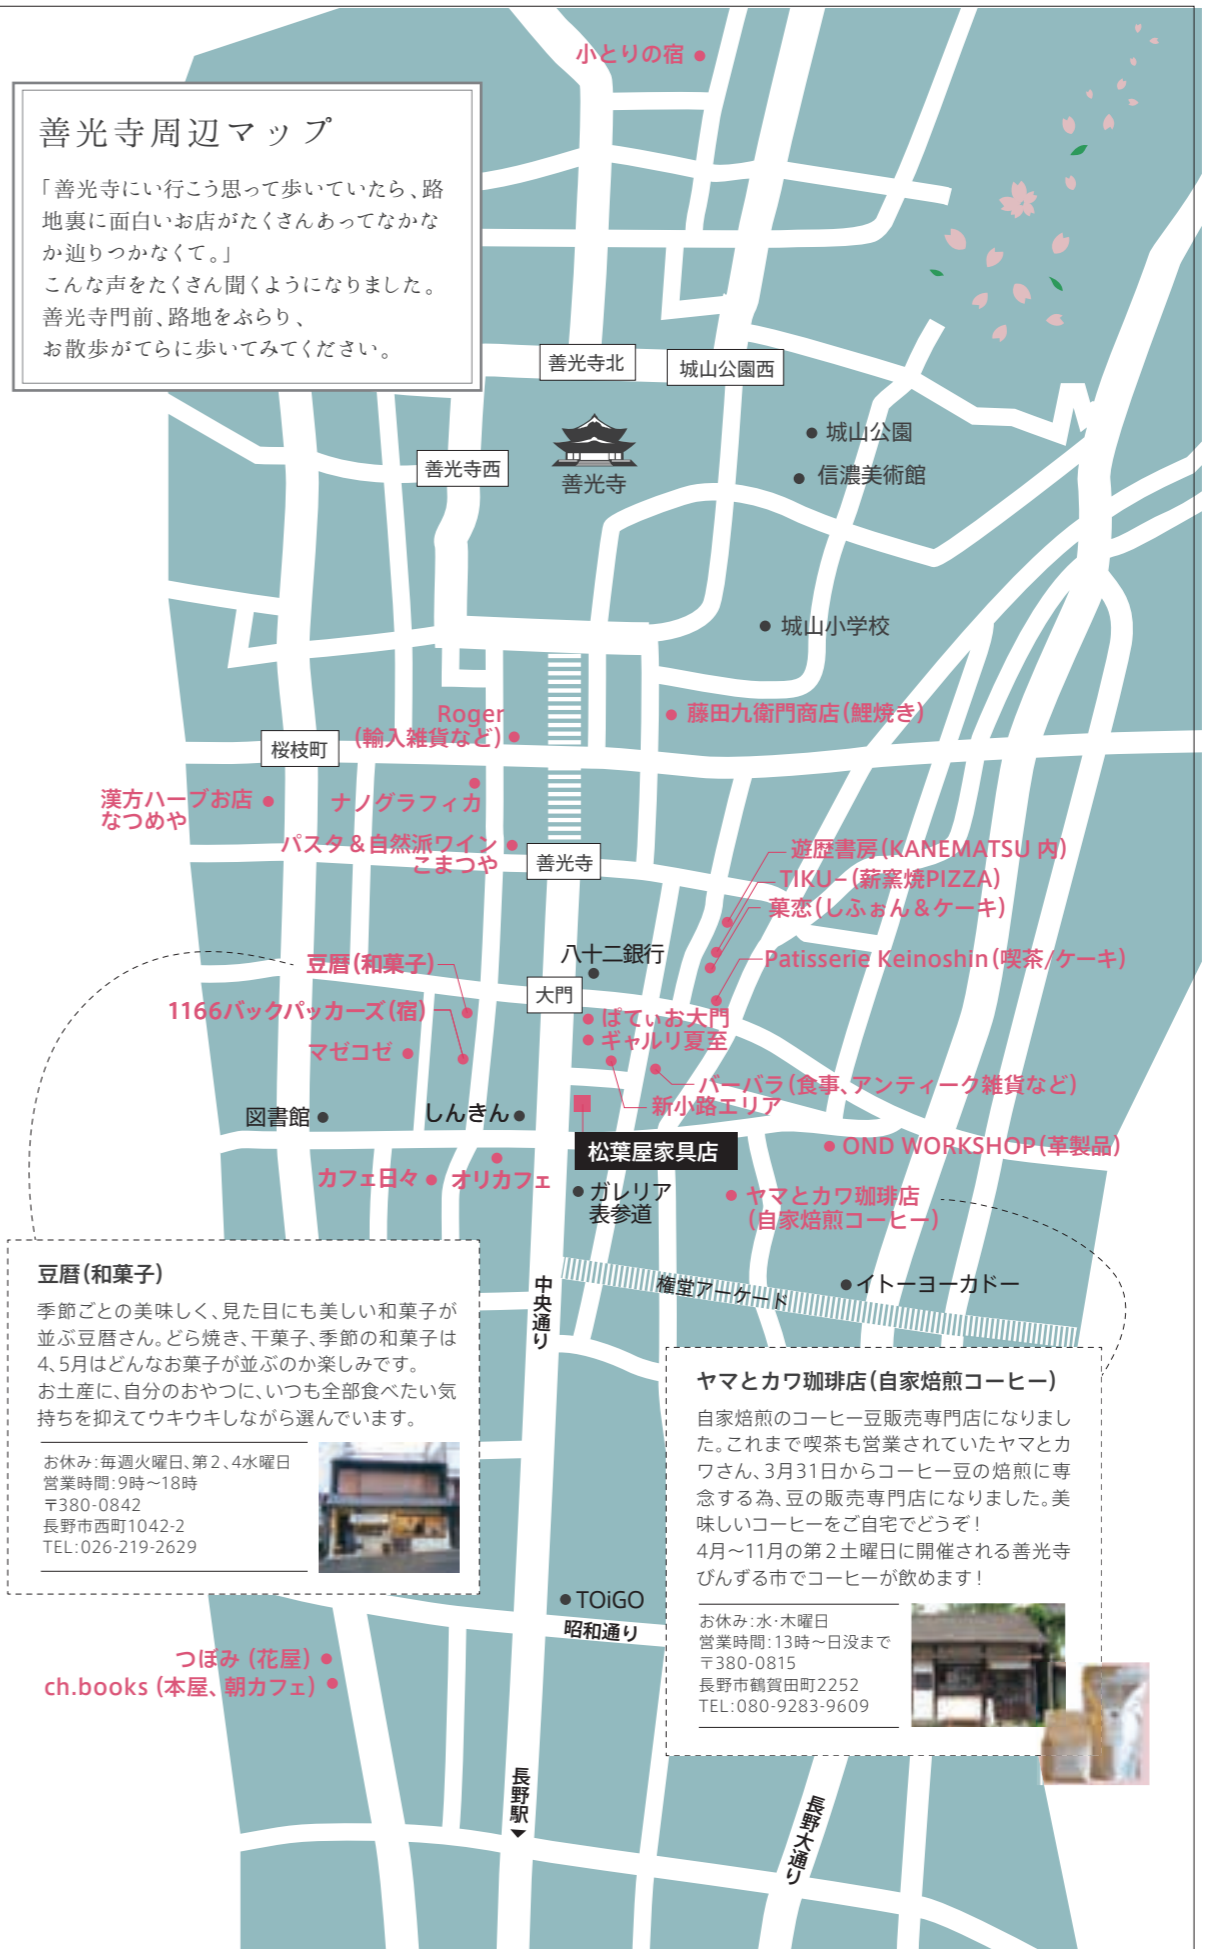 小とりの宿
善光寺周辺マップ
「善光寺にい行こう思って歩いていたら、路
地裏に面白いお店がたくさんあってなかな
か辿りつかなくて。」
こんな声をたくさん聞くようになりました。
善光寺門前、路地をぶらり、
お散歩がてらに歩いてみてください。
善光寺北
城山公園西
善光寺西
善光寺
城山公園
信濃美術館
城山小学校
Roger
(輸入雑貨など)
藤田九衛門商店(鯉焼き)
桜枝町
漢方ハーブお店
なつめや
ナノグラフィカ
パスタ&自然派ワイン
こまつや
善光寺
遊歴書房(KANEMATSU 内)
TIKU-(薪窯焼PIZZA)
菓恋(しふぉん&ケーキ)
八十二銀行
Patisserie Keinoshin(喫茶/ケーキ)
豆暦(和菓子)
大門
1166バックパッカーズ(宿)
ぱてぃお大門
ギャルリ夏至
マゼコゼ
バーバラ(食事、アンティーク雑貨など)
新小路エリア
図書館
しんきん
松葉屋家具店
OND WORKSHOP(革製品)
カフェ日々
オリカフェ
ガレリア
表参道
ヤマとカワ珈琲店
(自家焙煎コーヒー)
中央通り
権堂アーケード
イトーヨーカドー
豆暦(和菓子)
季節ごとの美味しく、見た目にも美しい和菓子が
並ぶ豆暦さん。どら焼き、干菓子、季節の和菓子は
4、5月はどんなお菓子が並ぶのか楽しみです。
お土産に、自分のおやつに、いつも全部食べたい気
持ちを抑えてウキウキしながら選んでいます。
お休み:毎週火曜日、第2、4水曜日
営業時間:9時〜18時
〒380-0842
長野市西町1042-2
TEL:026-219-2629
ヤマとカワ珈琲店(自家焙煎コーヒー)
自家焙煎のコーヒー豆販売専門店になりまし
た。これまで喫茶も営業されていたヤマとカ
ワさん、3月31日からコーヒー豆の焙煎に専
念する為、豆の販売専門店になりました。美
味しいコーヒーをご自宅でどうぞ!
4月〜11月の第2土曜日に開催される善光寺
びんずる市でコーヒーが飲めます!
お休み:水・木曜日
営業時間:13時〜日没まで
〒380-0815
長野市鶴賀田町2252
TEL:080-9283-9609
TOiGO
昭和通り
つぼみ (花屋)
ch.books (本屋、朝カフェ)
長野駅
長野大通り